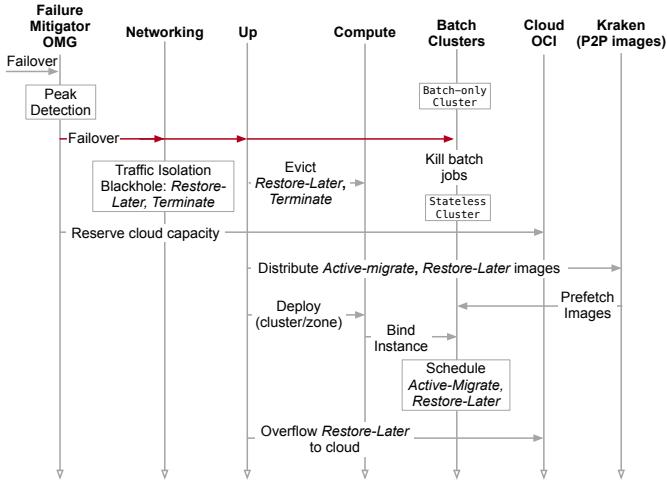 Failure
Mitigator
OMG
Networking
Up
Compute
Batch
Clusters
Cloud
OCI
Kraken
(P2P images)
Failover
Peak
Detection
Batch-only
Cluster
Failover
Traffic Isolation
Blackhole: Restore-
Later, Terminate
Evict
Restore-Later,
Terminate
Kill batch
jobs
Stateless
Cluster
Reserve cloud capacity
Distribute Active-migrate, Restore-Later images
Prefetch
Images
Deploy
(cluster/zone)
Bind
Instance
Schedule
Active-Migrate,
Restore-Later
Overflow Restore-Later
to cloud